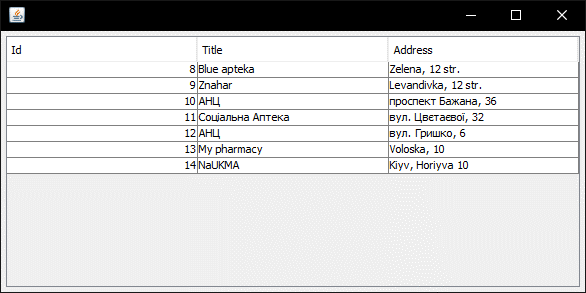 Id Title Address
8 Blue apteka Zelena, 12 str.
9 Znahar Levandivka, 12 str.
10 АНЦ проспект Бажана, 36
11 Соціальна Аптека вул. Цвєтаєвої, 32
12 АНЦ вул. Гришко, 6
13 My pharmacy Voloska, 10
14 NaUKMA Kiyv, Horiyva 10